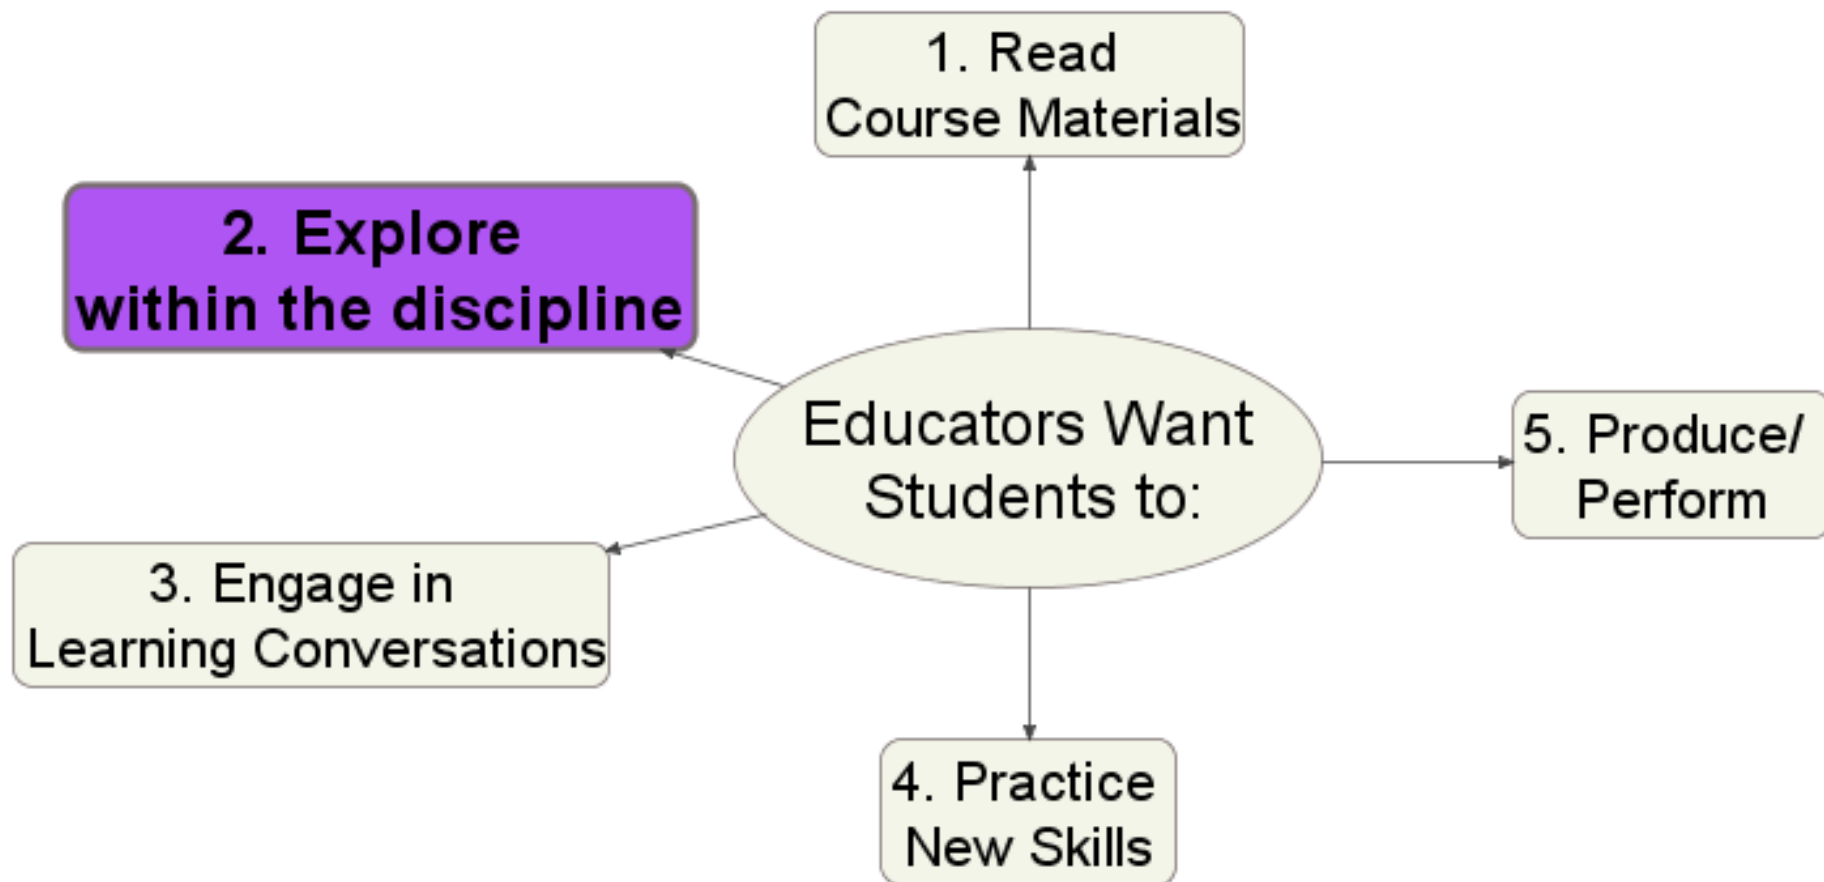 1. Read
Course Materials
2. Explore
within the discipline
Educators Want
Students to:
5. Produce/
Perform
3. Engage in
Learning Conversations
4. Practice
New Skills